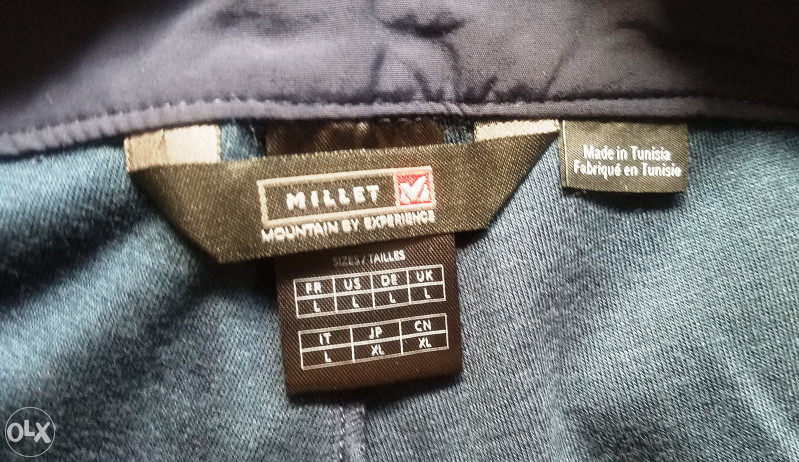 MILLET
MOUNTAIN BY EXPERIENCE
Made in Tunisia
Fabriqué en Tunisie
SIZES/TAILLES
FR US DE UK
L L L L
IT JP CN
L XL XL
OLX